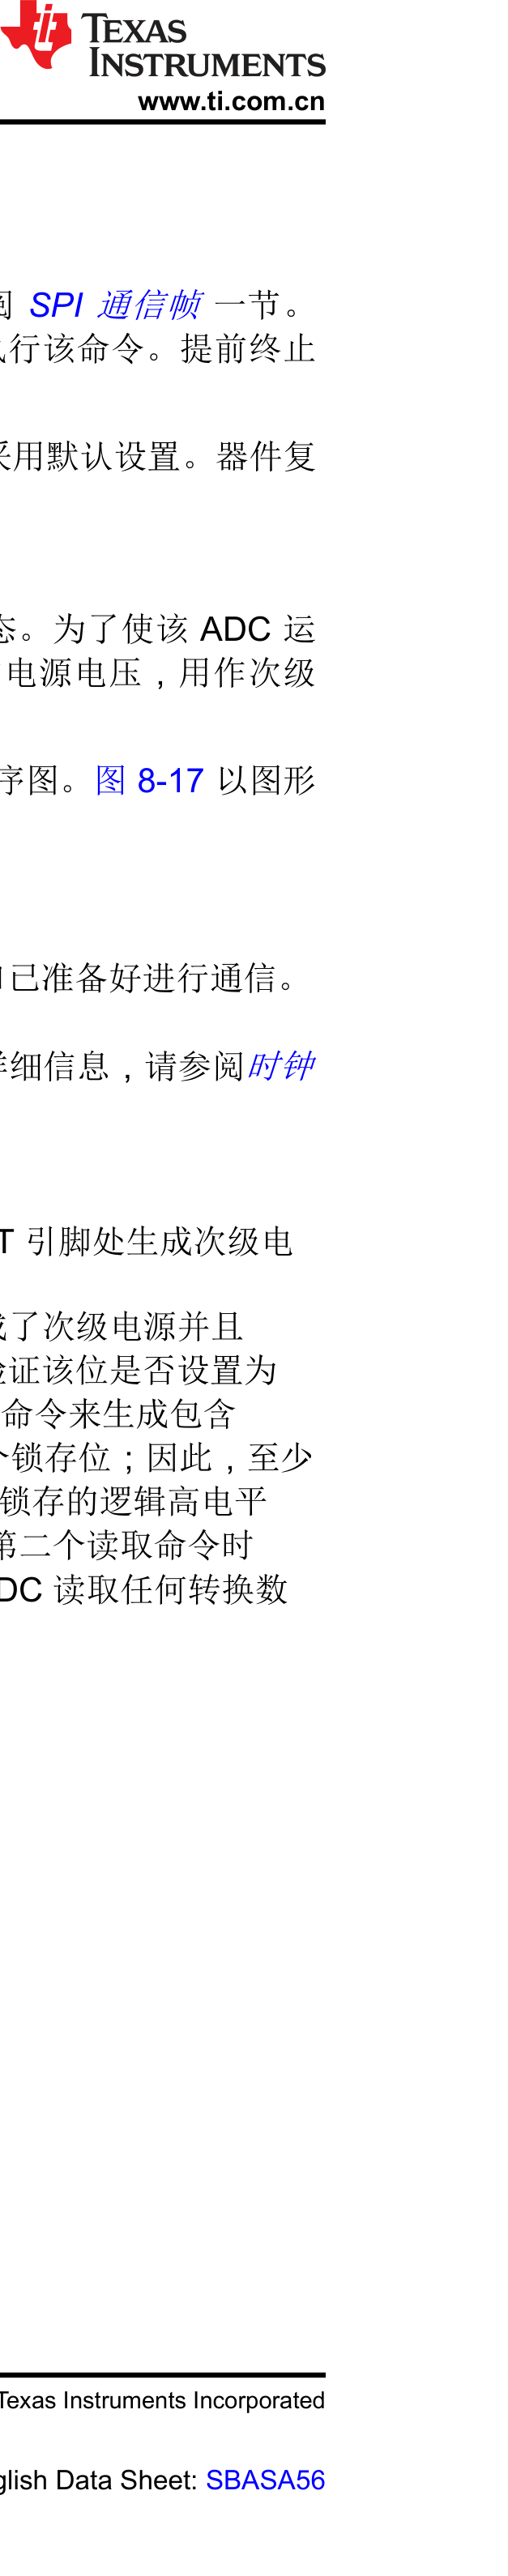 TEXAS
INSTRUMENTS
www.ti.com.cn
阅 SPI 通信帧 一节。
行该命令。提前终止
采用默认设置。器件复
态。为了使该 ADC 运
电源电压，用作次级
序图。图 8-17 以图形
已准备好进行通信。
详细信息，请参阅时钟
T 引脚处生成次级电
成了次级电源并且
验证该位是否设置为
命令来生成包含
个锁存位；因此，至少
锁存的逻辑高电平
第二个读取命令时
DC 读取任何转换数
Texas Instruments Incorporated
glish Data Sheet: SBASA56